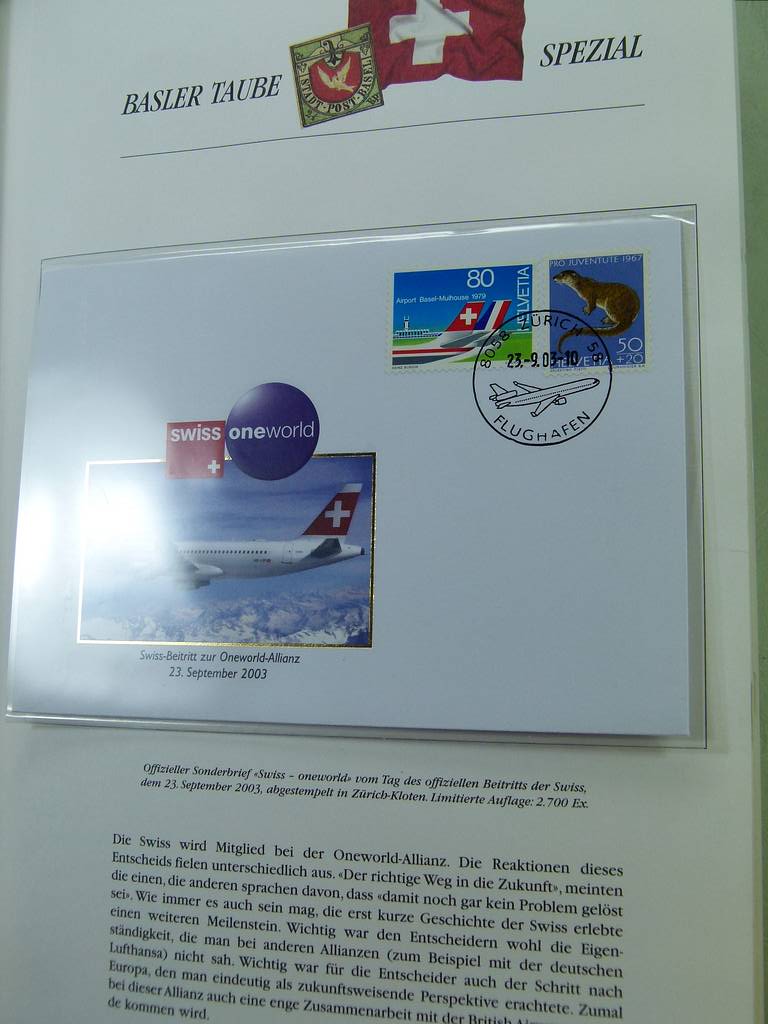 BASLER TAUBE
STADT-POST-BASEL
SPEZIAL
80
Airport Basel-Mulhouse 1979
HELVETIA
PRO JUVENTUTE 1967
50
+20
HELVETIA
8058 ZÜRICH 58
23.-9.03-10
FLUGHAFEN
swiss
oneworld
Swiss-Beitritt zur Oneworld-Allianz
23. September 2003
Offizieller Sonderbrief «Swiss – oneworld» vom Tag des offiziellen Beitritts der Swiss,
dem 23. September 2003, abgestempelt in Zürich-Kloten. Limitierte Auflage: 2.700 Ex.
Die Swiss wird Mitglied bei der Oneworld-Allianz. Die Reaktionen dieses
Entscheids fielen unterschiedlich aus. «Der richtige Weg in die Zukunft», meinten
die einen, die anderen sprachen davon, dass «damit noch gar kein Problem gelöst
sei». Wie immer es auch sein mag, die erst kurze Geschichte der Swiss erlebte
einen weiteren Meilenstein. Wichtig war den Entscheidern wohl die Eigen-
ständigkeit, die man bei anderen Allianzen (zum Beispiel mit der deutschen
Lufthansa) nicht sah. Wichtig war für die Entscheider auch der Schritt nach
Europa, den man eindeutig als zukunftsweisende Perspektive erachtete. Zumal
bei dieser Allianz auch eine enge Zusammenarbeit mit der British
de kommen wird.